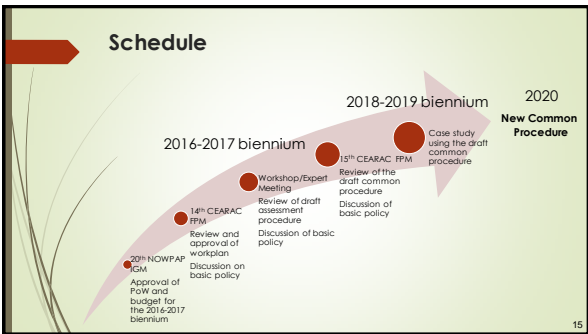 Schedule
2016-2017 biennium
2018-2019 biennium
2020
New Common
Procedure
20th NOWPAP
IGM
Approval of
PoW and
budget for
the 2016-2017
biennium
14th CEARAC
FPM
Review and
approval of
workplan
Discussion on
basic policy
Workshop/Expert
Meeting
Review of draft
assessment
procedure
Discussion of basic
policy
15th CEARAC FPM
Review of the
draft common
procedure
Discussion of
basic policy
Case study
using the draft
common
procedure
15